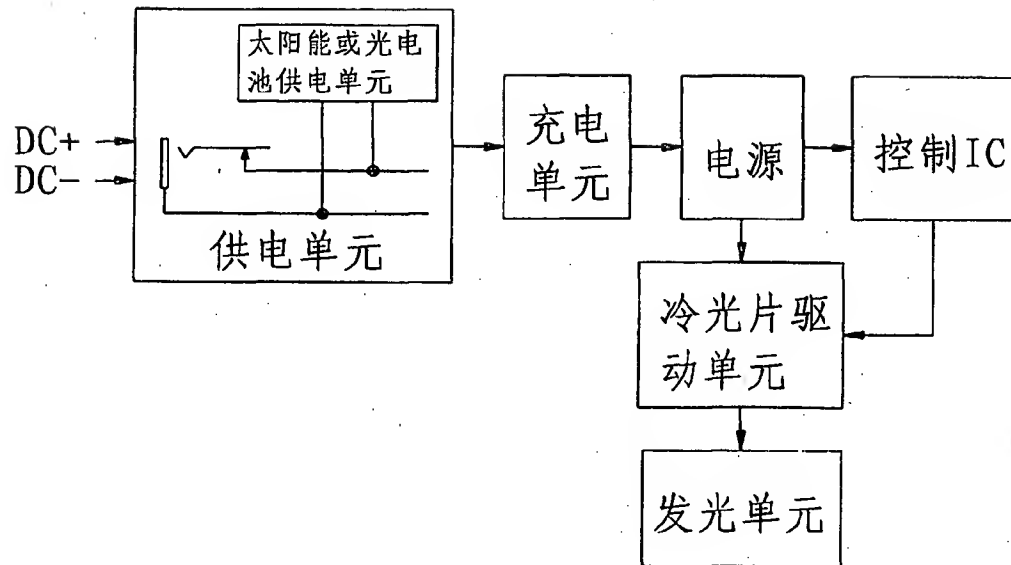 太阳能或光电
池供电单元
DC+
DC-
供电单元
充电
单元
电源
控制IC
冷光片驱
动单元
发光单元